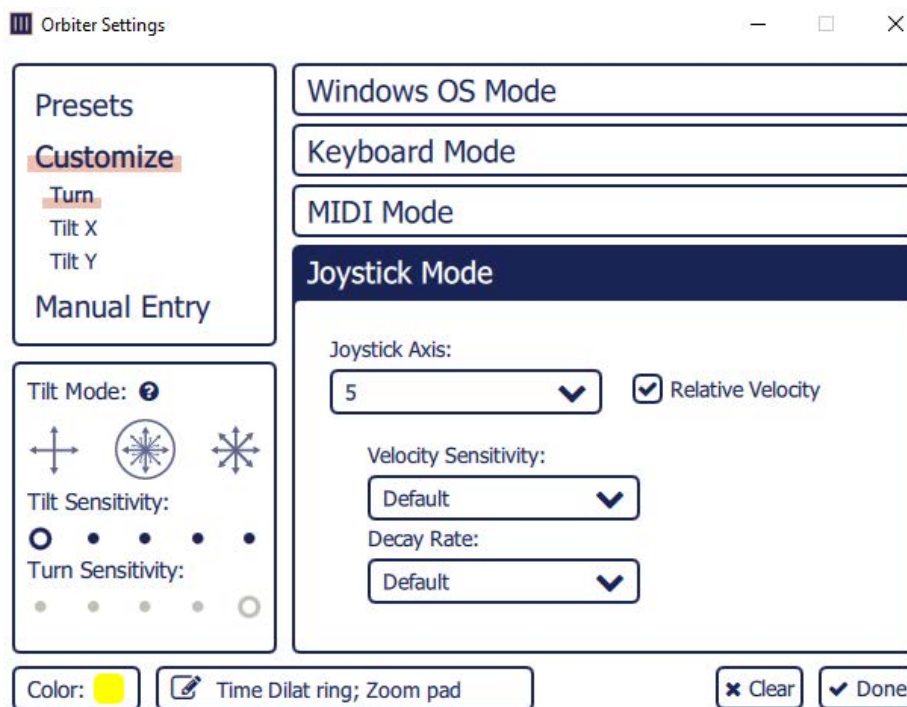 Orbiter Settings
Presets
Customize
Turn
Tilt X
Tilt Y
Manual Entry
Tilt Mode: ?
Tilt Sensitivity:
Turn Sensitivity:
Windows OS Mode
Keyboard Mode
MIDI Mode
Joystick Mode
Joystick Axis:
5
Relative Velocity
Velocity Sensitivity:
Default
Decay Rate:
Default
Color:
Time Dilat ring; Zoom pad
Clear
Done